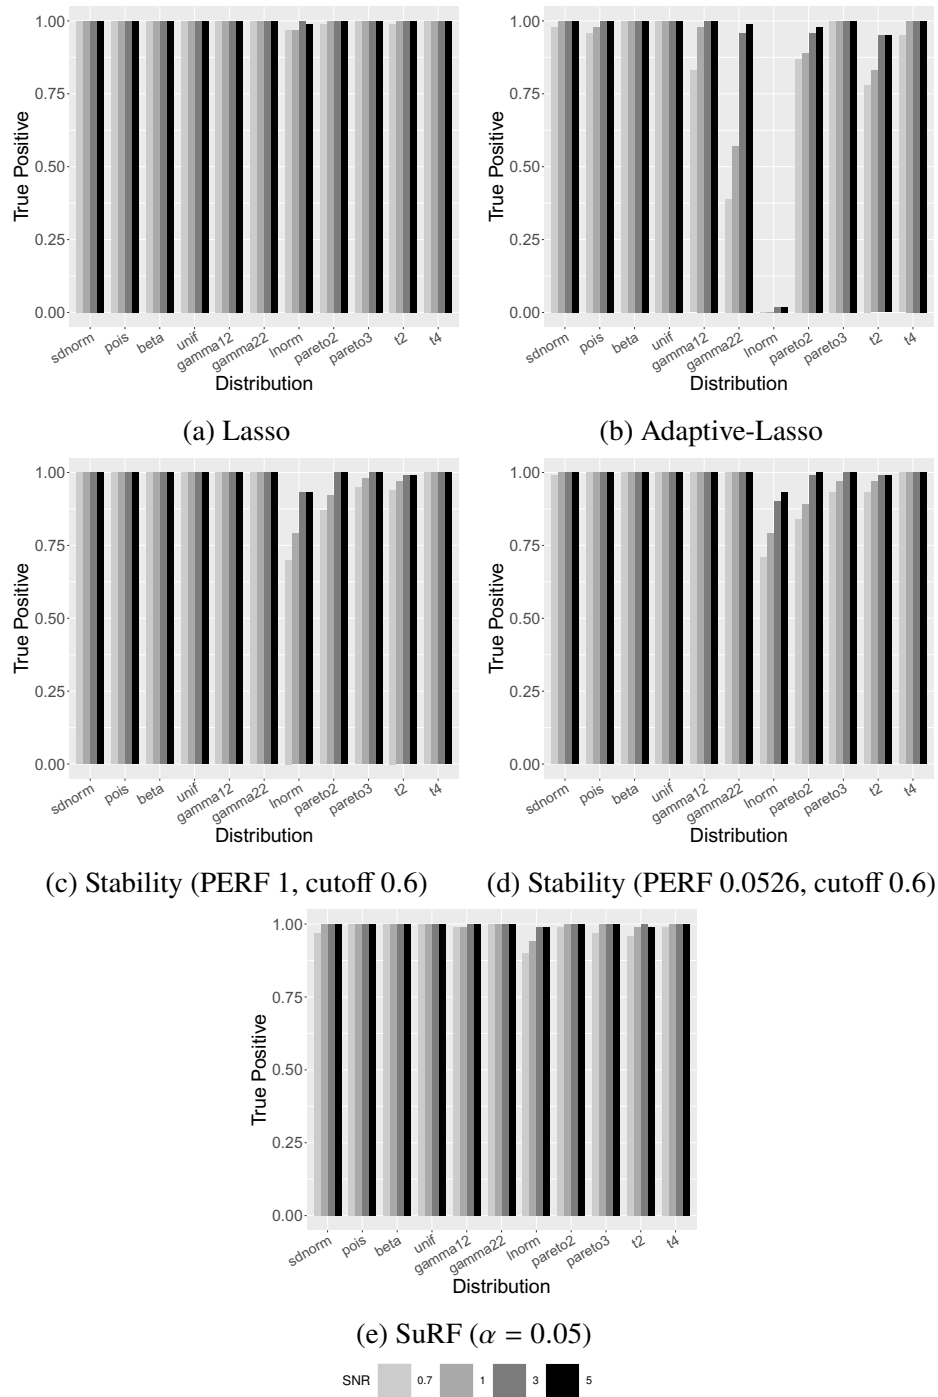 1.00
0.75
0.50
0.25
0.00
True Positive
sdnorm pois beta unif gamma12 gamma22 lnorm pareto2 pareto3 t2 t4
Distribution
(a) Lasso
1.00
0.75
0.50
0.25
0.00
True Positive
sdnorm pois beta unif gamma12 gamma22 lnorm pareto2 pareto3 t2 t4
Distribution
(b) Adaptive-Lasso
1.00
0.75
0.50
0.25
0.00
True Positive
sdnorm pois beta unif gamma12 gamma22 lnorm pareto2 pareto3 t2 t4
Distribution
(c) Stability (PERF 1, cutoff 0.6)
1.00
0.75
0.50
0.25
0.00
True Positive
sdnorm pois beta unif gamma12 gamma22 lnorm pareto2 pareto3 t2 t4
Distribution
(d) Stability (PERF 0.0526, cutoff 0.6)
1.00
0.75
0.50
0.25
0.00
True Positive
sdnorm pois beta unif gamma12 gamma22 lnorm pareto2 pareto3 t2 t4
Distribution
(e) SuRF (α = 0.05)
SNR 0.7 1 3 5